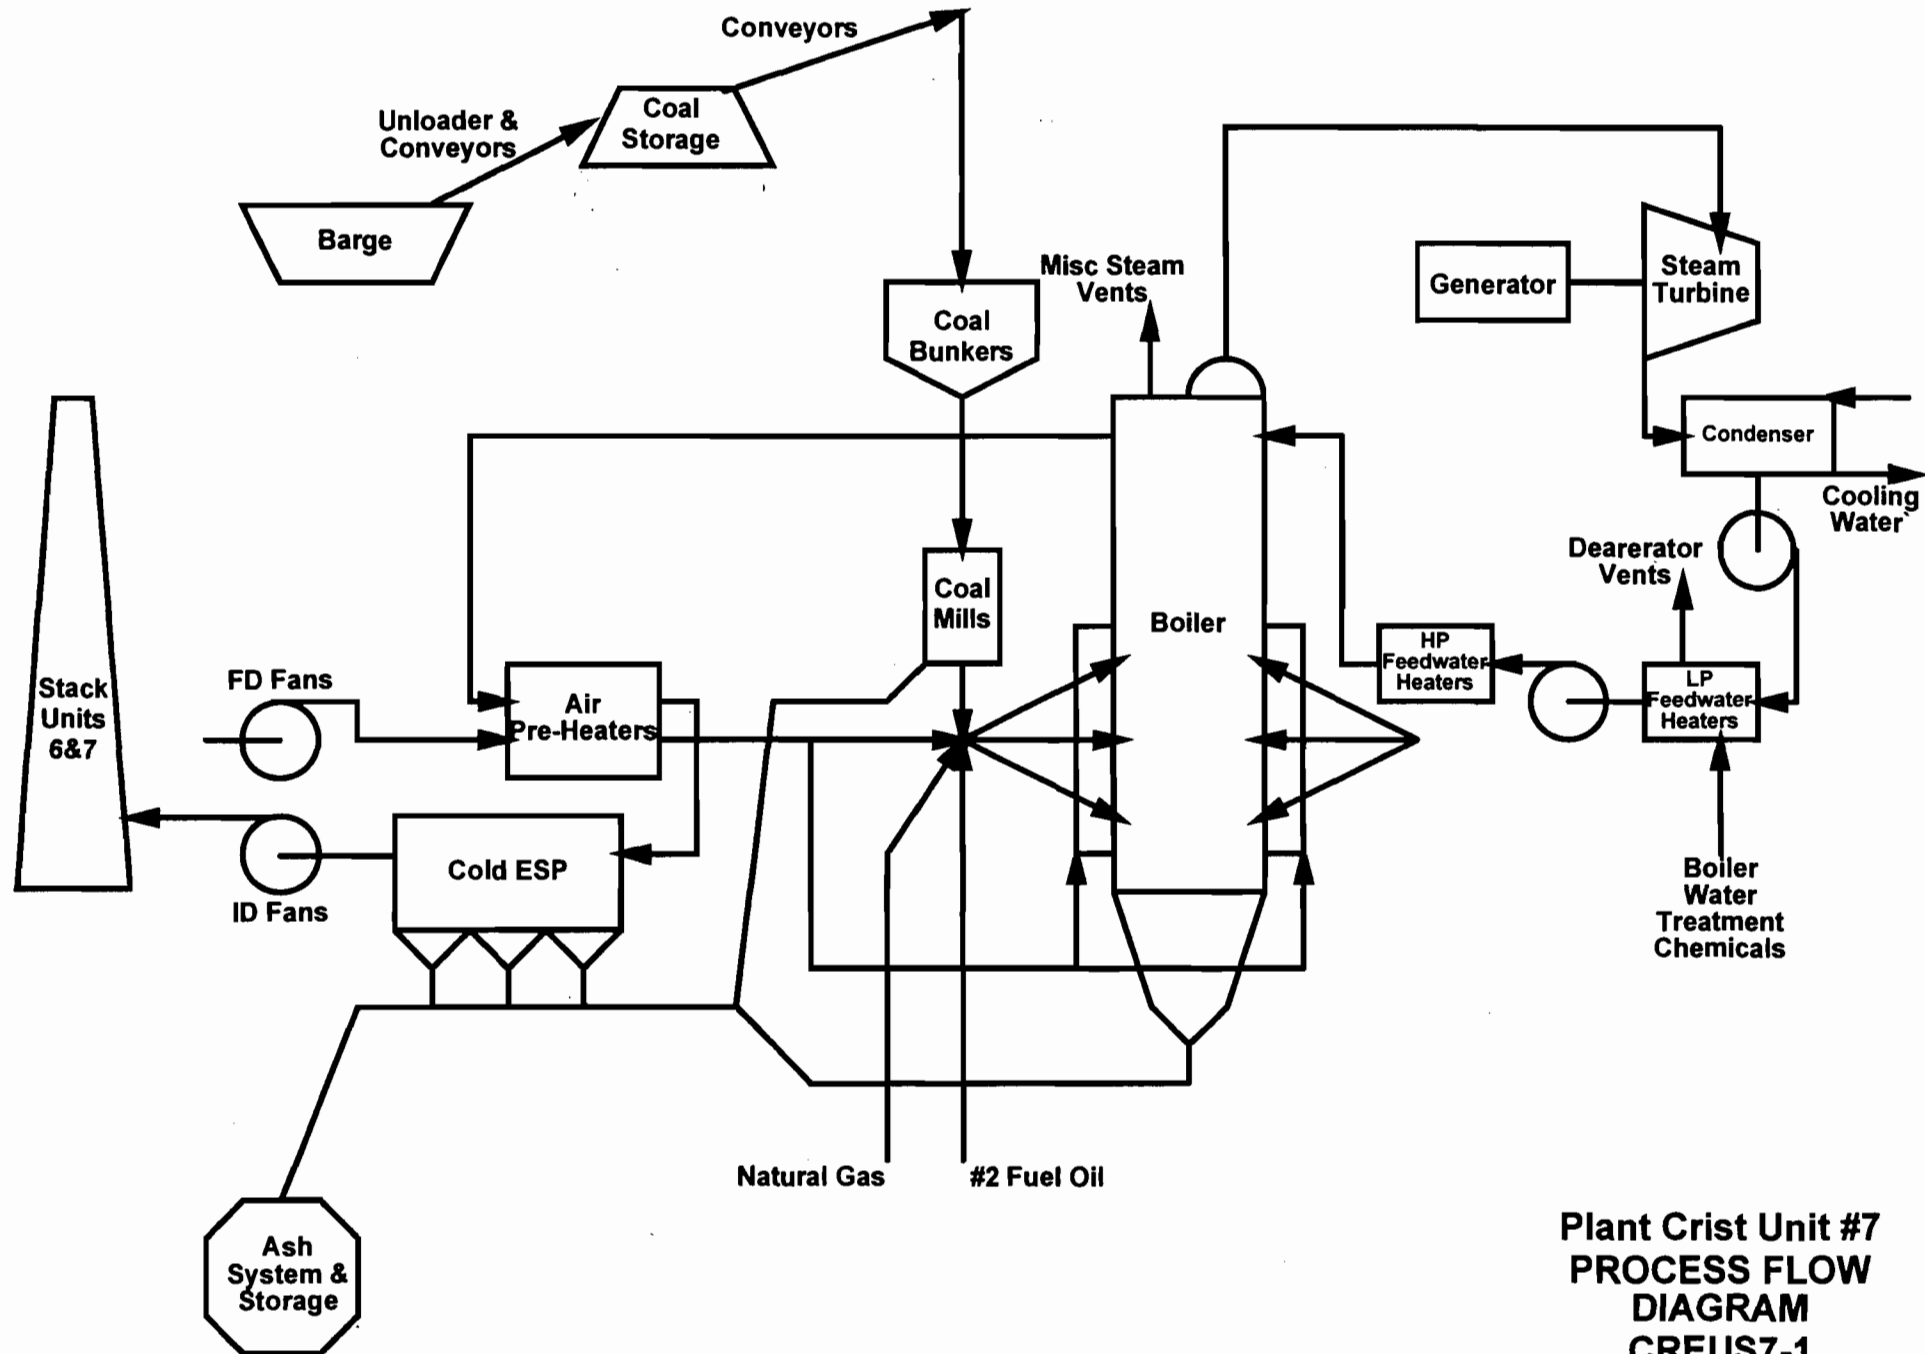 Conveyors
Unloader &
Conveyors
Coal
Storage
Barge
Misc Steam
Vents
Coal
Bunkers
Generator
Steam
Turbine
Condenser
Cooling
Water
Dearerator
Vents
Coal
Mills
Boiler
HP
Feedwater
Heaters
LP
Feedwater
Heaters
Stack
Units
6&7
FD Fans
Air
Pre-Heaters
Cold ESP
ID Fans
Boiler
Water
Treatment
Chemicals
Natural Gas
#2 Fuel Oil
Ash
System &
Storage
Plant Crist Unit #7
PROCESS FLOW
DIAGRAM
CREUS7-1